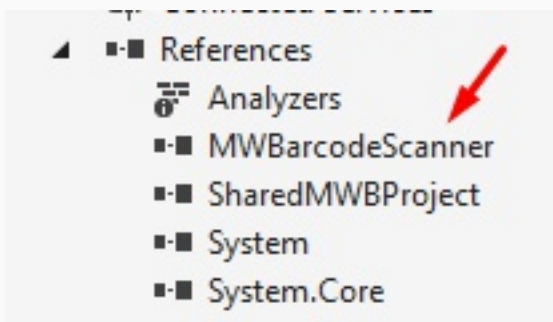 References
Analyzers
MWBarcodeScanner
SharedMWBProject
System
System.Core